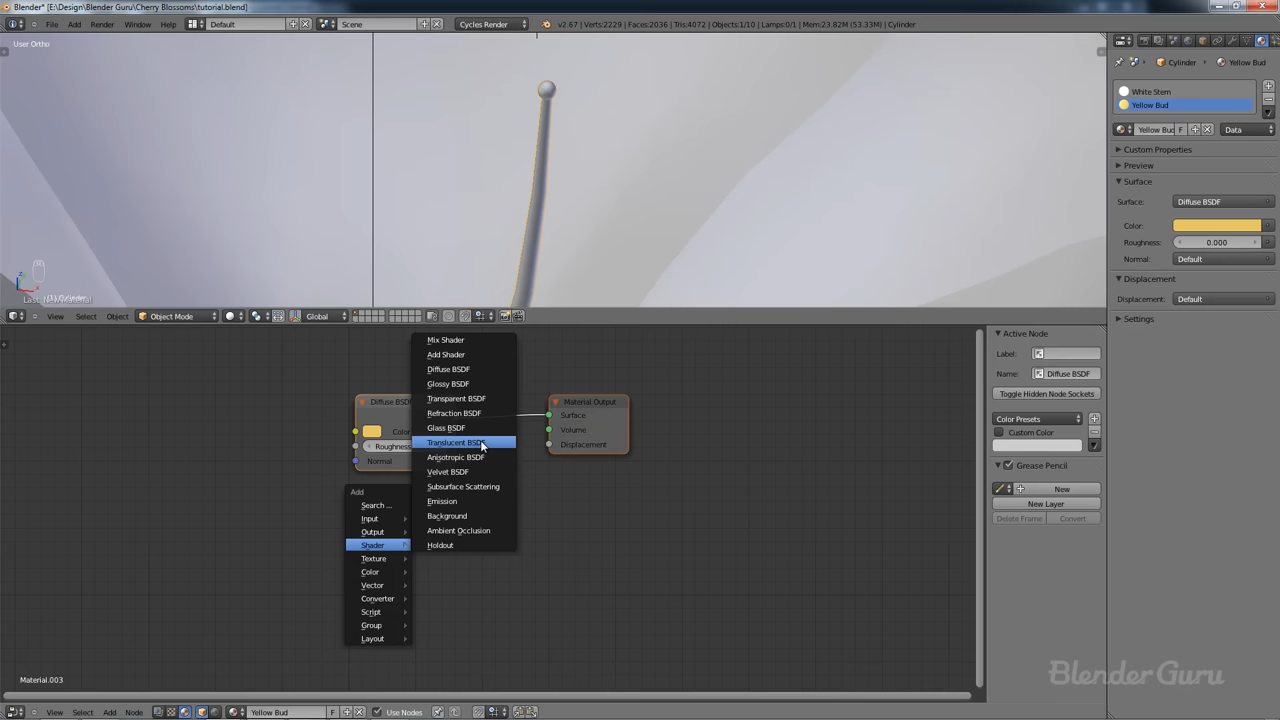 Blender* [E:\Design\Blender Guru\Cherry Blossoms\tutorial.blend]
File Add Render Window Help Default Scene Cycles Render v2.67 | Verts:2229 | Faces:2036 | Tris:4072 | Objects:1/10 | Lamps:0/1 | Mem:23.82M (53.33M) | Cylinder
User Ortho
Cylinder Yellow Bud
White Stem
Yellow Bud
Yellow Bud F Data
Custom Properties
Preview
Surface
Surface: Diffuse BSDF
Color:
Roughness: 0.000
Normal: Default
Displacement
Displacement: Default
Settings
(1) Cylinder
View Select Object Object Mode Global
Mix Shader
Add Shader
Diffuse BSDF
Glossy BSDF
Transparent BSDF
Refraction BSDF
Glass BSDF
Translucent BSDF
Anisotropic BSDF
Velvet BSDF
Subsurface Scattering
Emission
Background
Ambient Occlusion
Holdout
Diffuse BSD
Color
Roughness
Normal
Material Output
Surface
Volume
Displacement
Add
Search ...
Input
Output
Shader
Texture
Color
Vector
Converter
Script
Group
Layout
Active Node
Label:
Name: Diffuse BSDF
Toggle Hidden Node Sockets
Color Presets
Custom Color
Grease Pencil
New
New Layer
Delete Frame Convert
Material.003
BlenderGuru
View Select Add Node Yellow Bud F Use Nodes